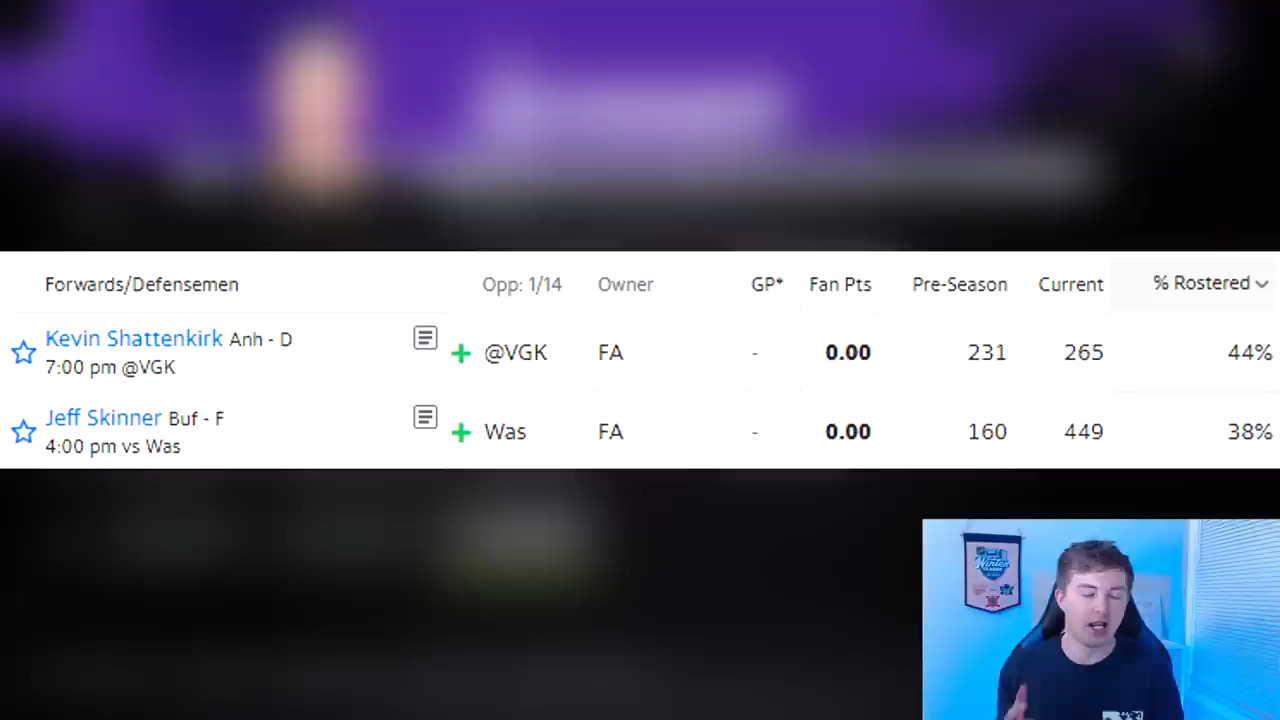 Forwards/Defensemen Opp: 1/14 Owner GP* Fan Pts Pre-Season Current % Rostered
Kevin Shattenkirk Anh - D
7:00 pm @VGK
@VGK FA - 0.00 231 265 44%
Jeff Skinner Buf - F
4:00 pm vs Was
Was FA - 0.00 160 449 38%
Winter
Classic